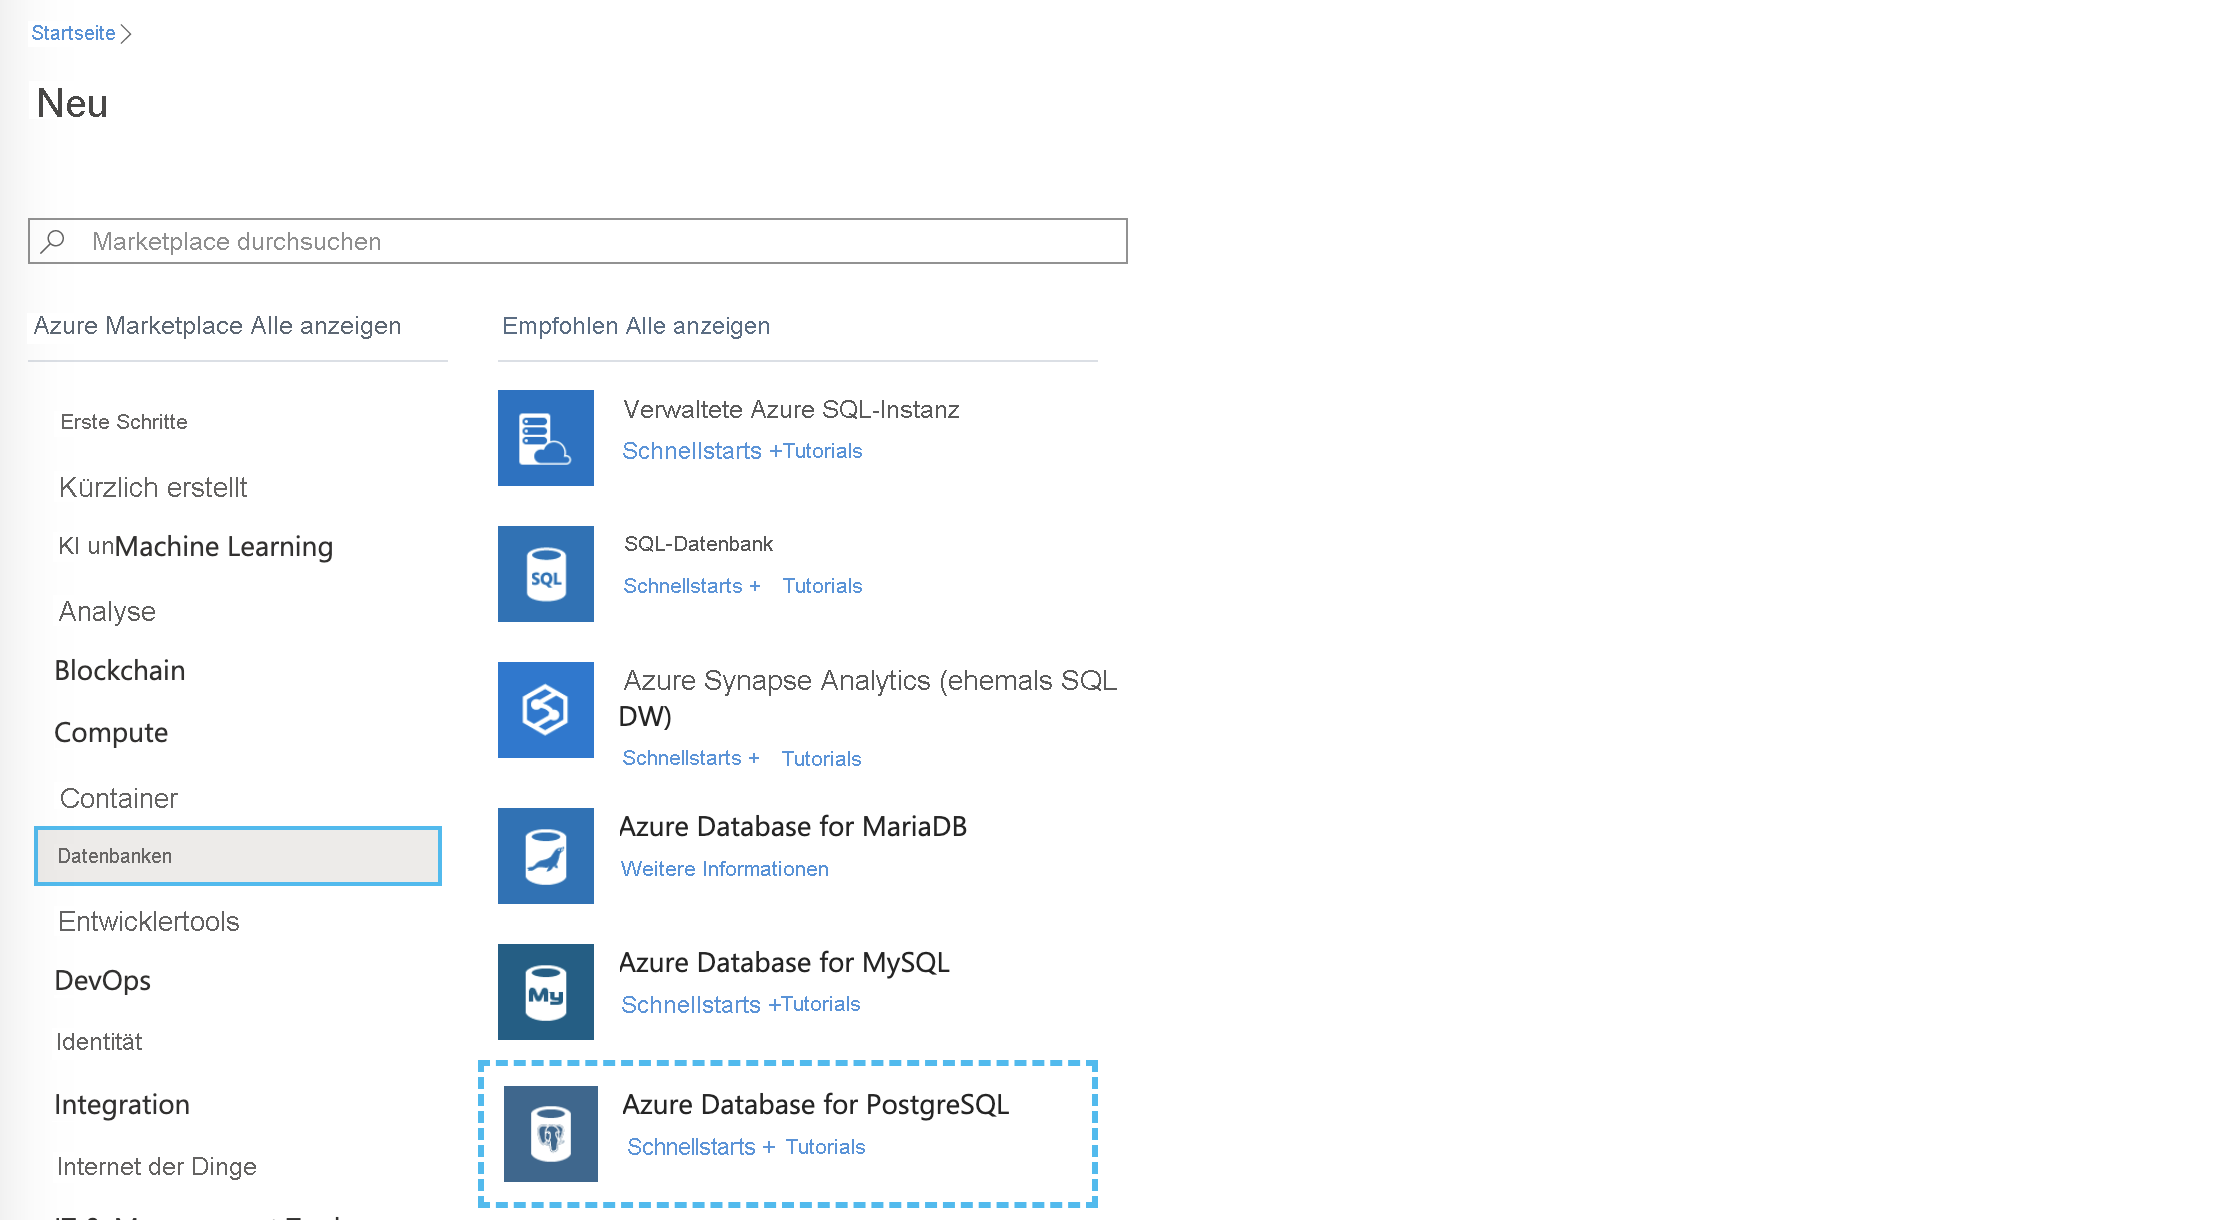 Startseite
Neu
Marketplace durchsuchen
Azure Marketplace Alle anzeigen
Erste Schritte
Kürzlich erstellt
KI unMachine Learning
Analyse
Blockchain
Compute
Container
Datenbanken
Entwicklertools
DevOps
Identität
Integration
Internet der Dinge
Empfohlen Alle anzeigen
Verwaltete Azure SQL-Instanz
Schnellstarts +Tutorials
SQL
SQL-Datenbank
Schnellstarts + Tutorials
Azure Synapse Analytics (ehemals SQL
DW)
Schnellstarts + Tutorials
Azure Database for MariaDB
Weitere Informationen
My
Azure Database for MySQL
Schnellstarts +Tutorials
Azure Database for PostgreSQL
Schnellstarts + Tutorials